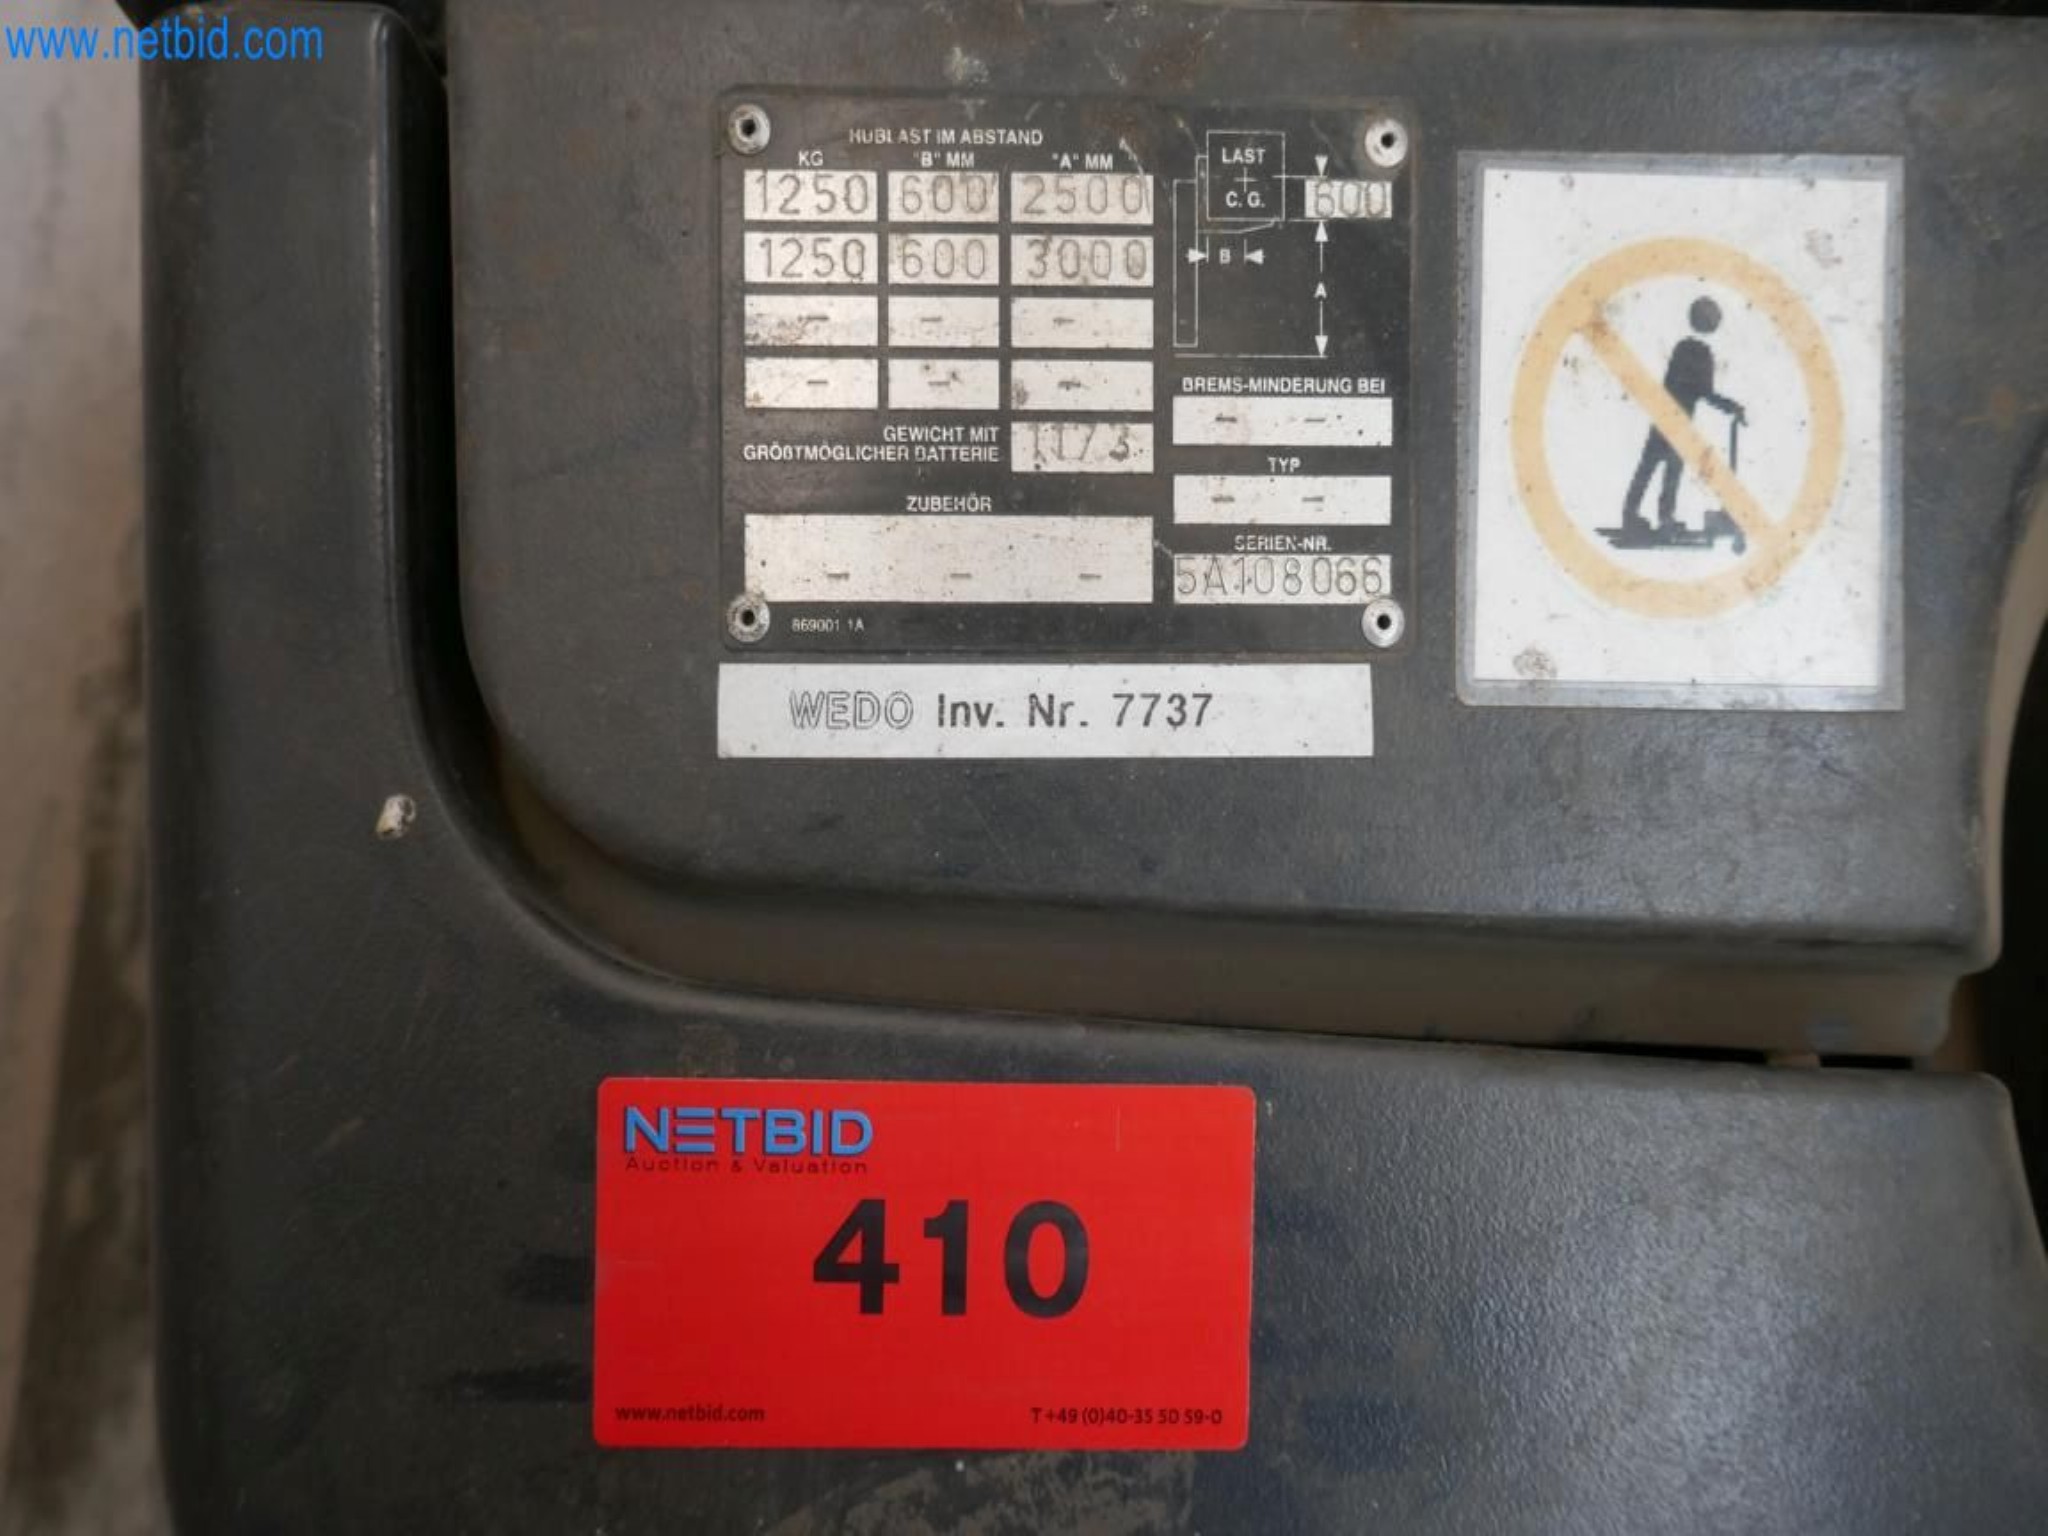 www.netbid.com
HUBLAST IM ABSTAND
KG "B" MM "A" MM
1250 600 2500
1250 600 3000
- - -
- - -
GEWICHT MIT
GRÖẞTMÖGLICHER BATTERIE 1173
ZUBEHÖR
- - -
869001 1A
LAST
C. G.
600
B
A
BREMS-MINDERUNG BEI
- -
TYP
- -
SERIEN-NR.
5A108066
WEDO Inv. Nr. 7737
NETBID
Auction & Valuation
410
www.netbid.com T+49 (0)40-35 50 59-0